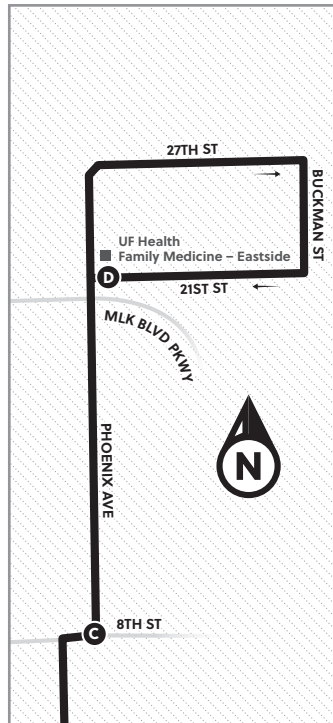 27TH ST
BUCKMAN ST
UF Health
Family Medicine – Eastside
D
21ST ST
MLK BLVD PKWY
N
PHOENIX AVE
C
8TH ST